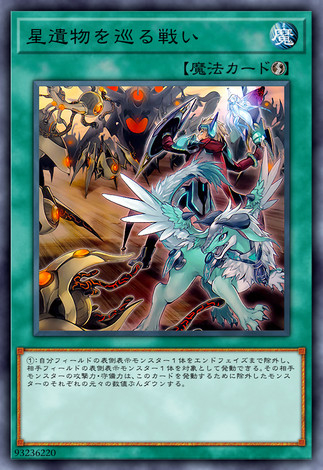 星遺物を巡る戦い
魔
【魔法カード】
①：自分フィールドの表側表示モンスター１体をエンドフェイズまで除外し、
相手フィールドの表側表示モンスター１体を対象として発動できる。その相手
モンスターの攻撃力・守備力は、このカードを発動するために除外したモンス
ターのそれぞれの元々の数値ぶんダウンする。
93236220